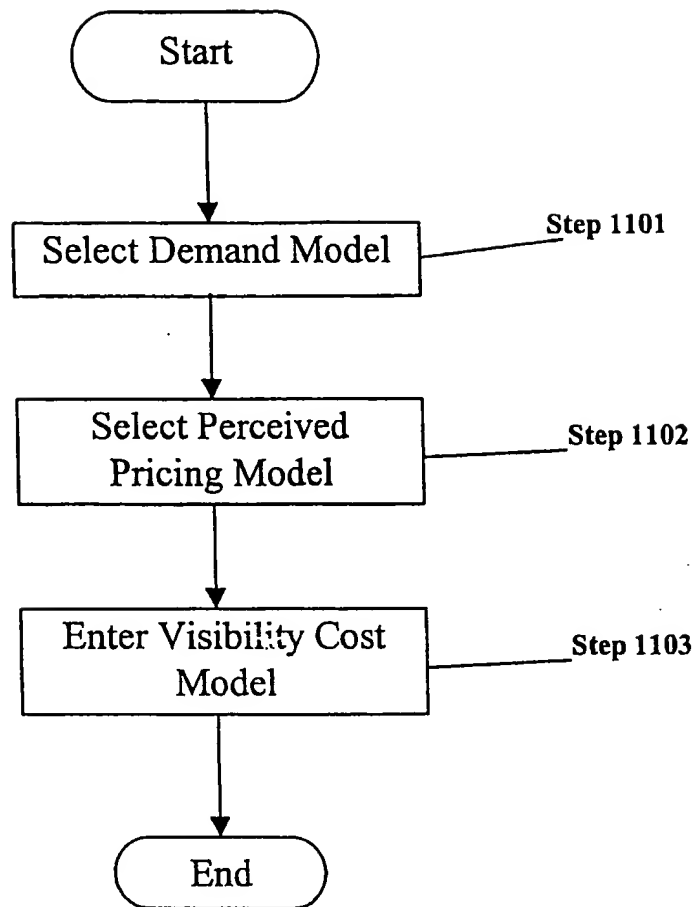 Start
Select Demand Model
Step 1101
Select Perceived
Pricing Model
Step 1102
Enter Visibility Cost
Model
Step 1103
End